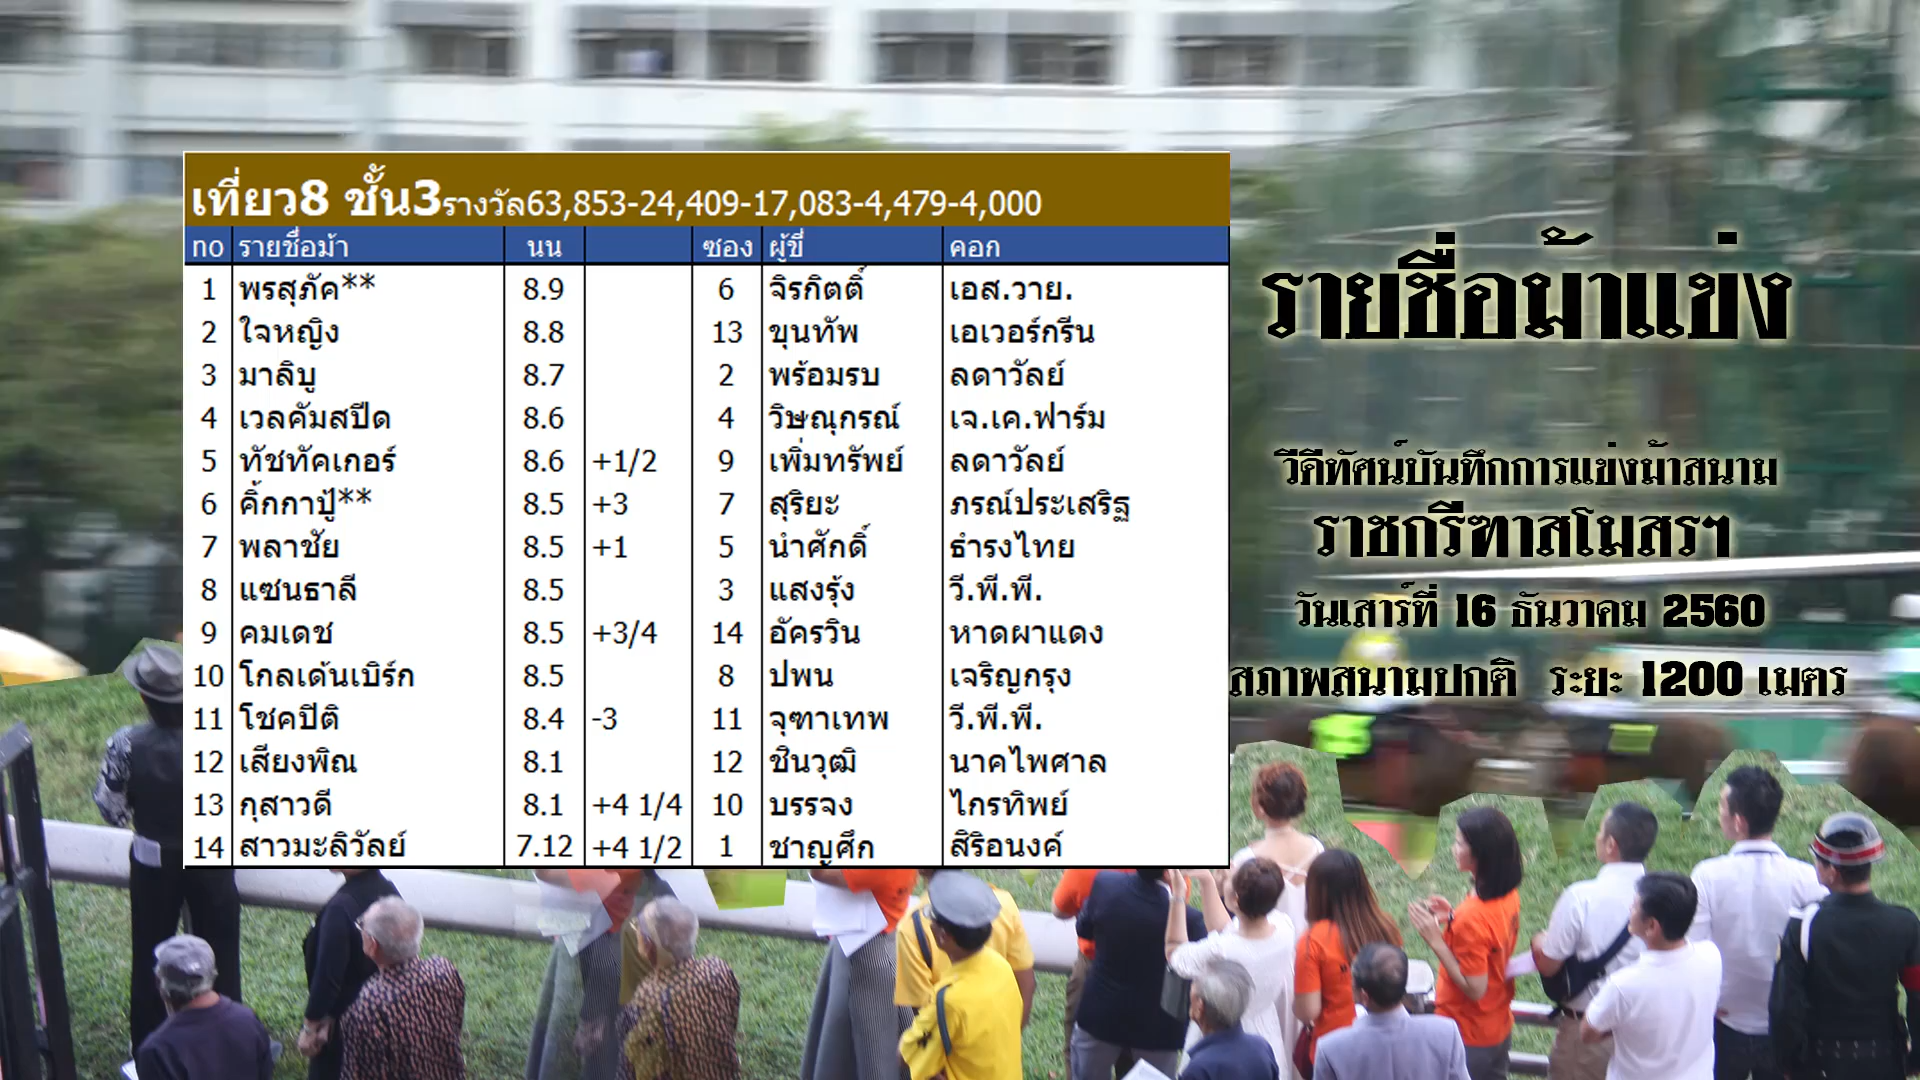 เที่ยว8 ชั้น3รางวัล63,853-24,409-17,083-4,479-4,000
no รายชื่อม้า นน ซอง ผู้ขี่ คอก
1 พรสุภัค** 8.9 6 จิรกิตติ์ เอส.วาย.
2 ใจหญิง 8.8 13 ขุนทัพ เอเวอร์กรีน
3 มาลิบู 8.7 2 พร้อมรบ ลดาวัลย์
4 เวลคัมสปีด 8.6 4 วิษณุกรณ์ เจ.เค.ฟาร์ม
5 ทัชทัคเกอร์ 8.6 +1/2 9 เพิ่มทรัพย์ ลดาวัลย์
6 คิ้กกาปู้** 8.5 +3 7 สุริยะ ภรณ์ประเสริฐ
7 พลาชัย 8.5 +1 5 นำศักดิ์ ธำรงไทย
8 แซนธาลี 8.5 3 แสงรุ้ง วี.พี.พี.
9 คมเดช 8.5 +3/4 14 อัครวิน หาดผาแดง
10 โกลเด้นเบิร์ก 8.5 8 ปพน เจริญกรุง
11 โชคปิติ 8.4 -3 11 จุฑาเทพ วี.พี.พี.
12 เสียงพิณ 8.1 12 ชินวุฒิ นาคไพศาล
13 กุสาวดี 8.1 +4 1/4 10 บรรจง ไกรทิพย์
14 สาวมะลิวัลย์ 7.12 +4 1/2 1 ชาญศึก สิริอนงค์
รายชื่อม้าแข่ง
วีดีทัศน์บันทึกการแข่งม้าสนาม
ราชกรีฑาสโมสรฯ
วันเสาร์ที่ 16 ธันวาคม 2560
สภาพสนามปกติ ระยะ 1200 เมตร